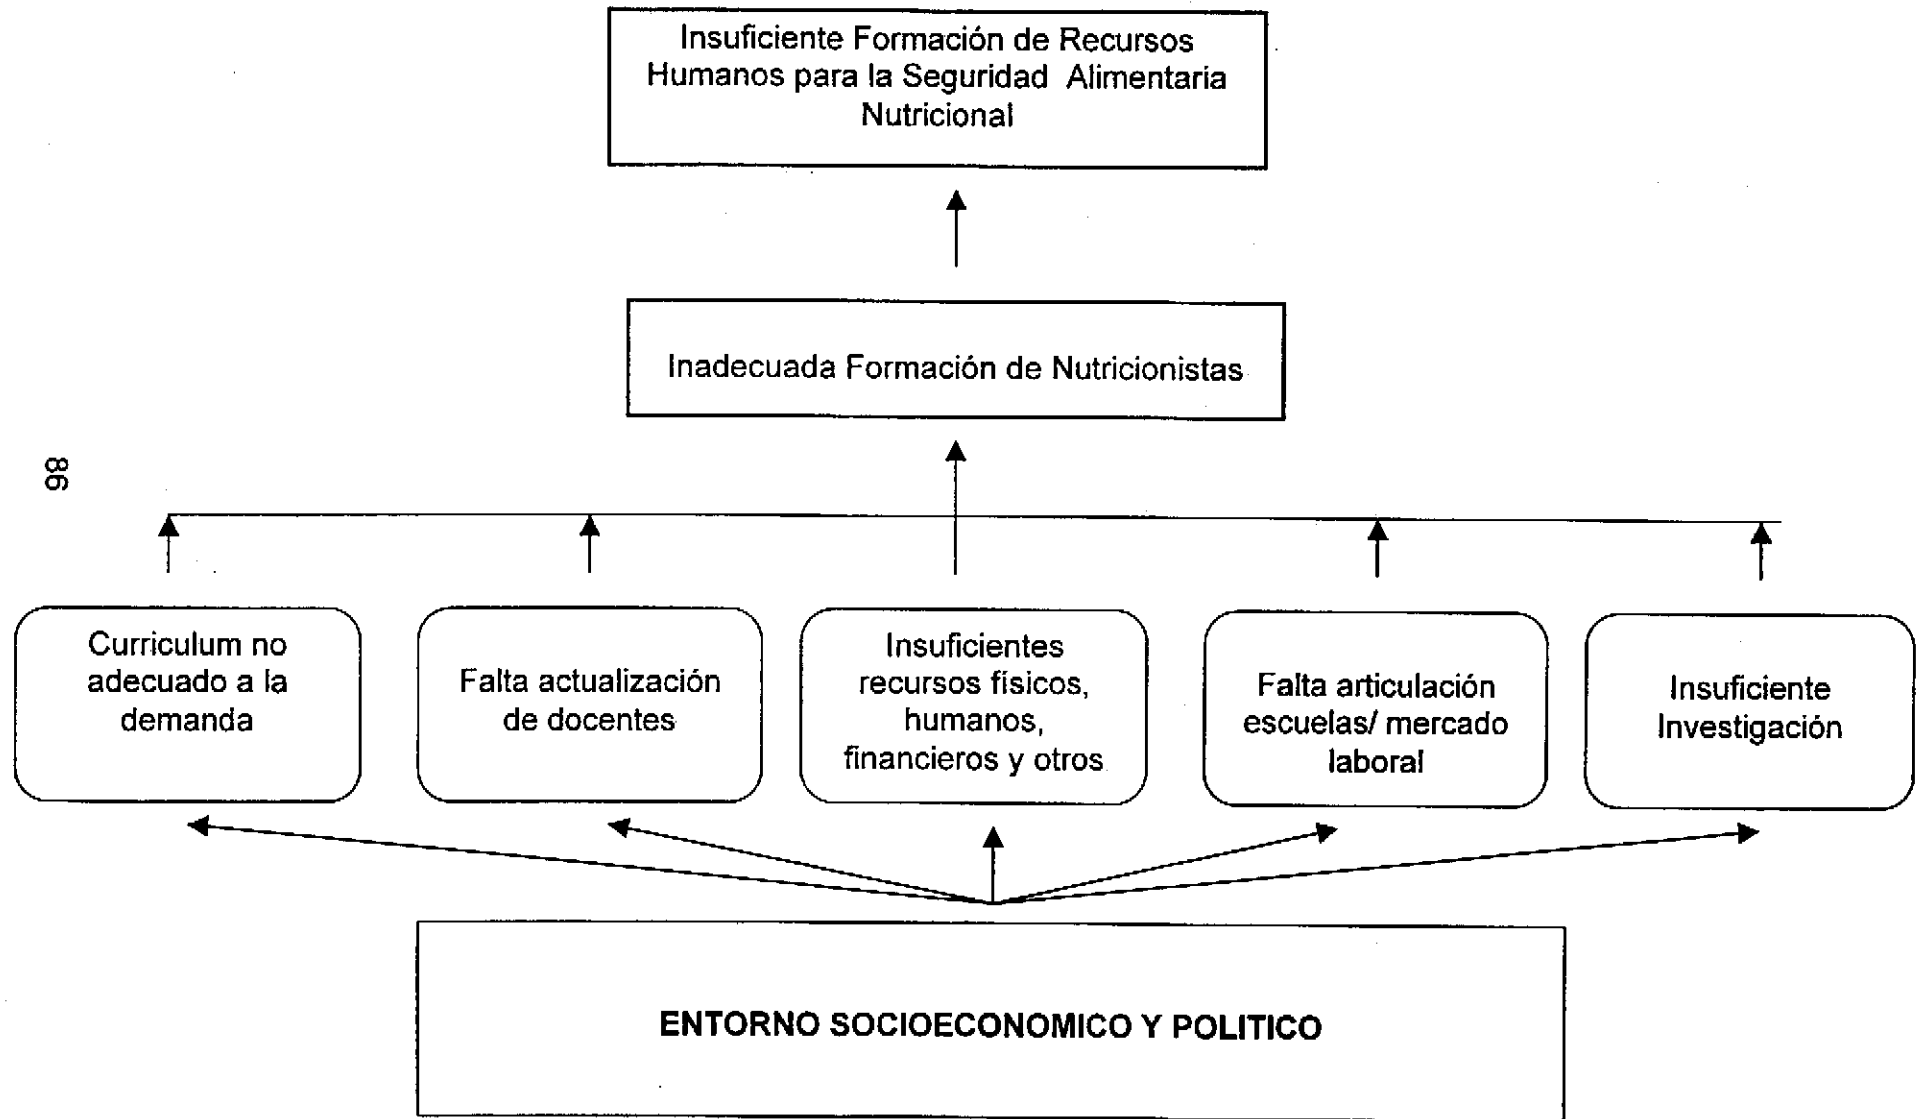 Insuficiente Formación de Recursos
Humanos para la Seguridad Alimentaria
Nutricional
Inadecuada Formación de Nutricionistas
86
Curriculum no
adecuado a la
demanda
Falta actualización
de docentes
Insuficientes
recursos físicos,
humanos,
financieros y otros
Falta articulación
escuelas/ mercado
laboral
Insuficiente
Investigación
ENTORNO SOCIOECONOMICO Y POLITICO